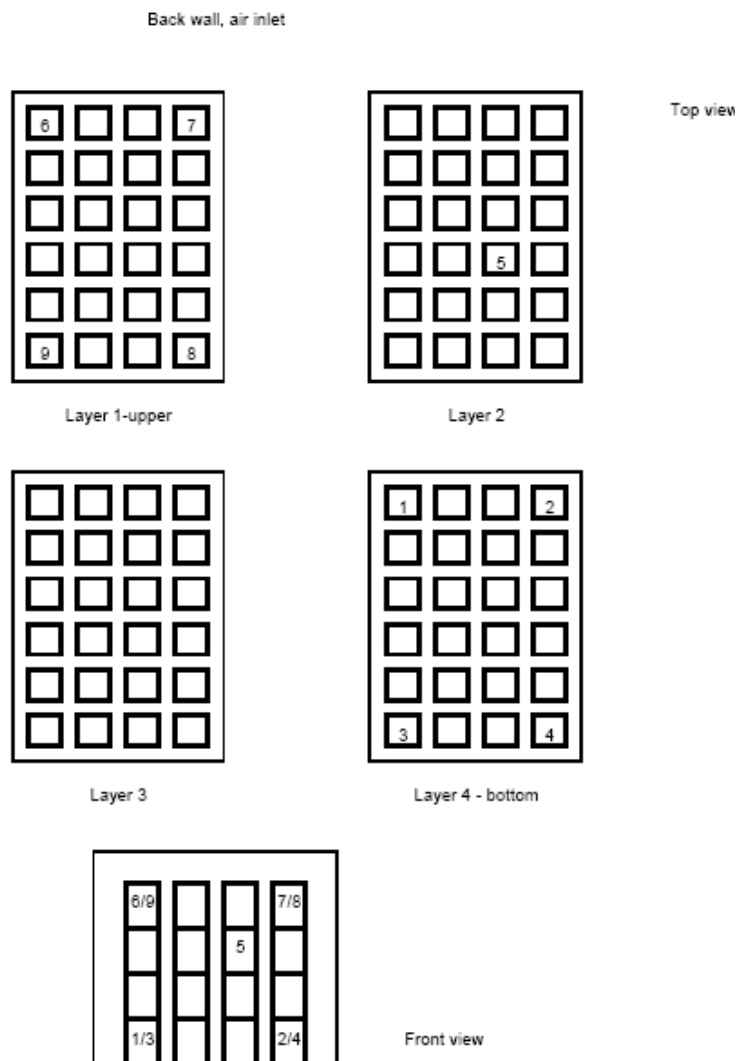 Back wall, air inlet
Top view
6 7
5
9 8
Layer 1-upper
Layer 2
1 2
3 4
Layer 3
Layer 4 - bottom
6/9 7/8
5
1/3 2/4
Front view